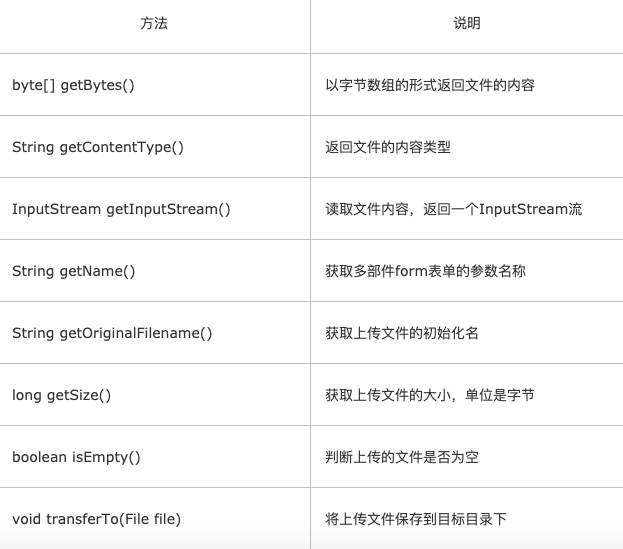 方法 说明
byte[] getBytes() 以字节数组的形式返回文件的内容
String getContentType() 返回文件的内容类型
InputStream getInputStream() 读取文件内容，返回一个InputStream流
String getName() 获取多部件form表单的参数名称
String getOriginalFilename() 获取上传文件的初始化名
long getSize() 获取上传文件的大小，单位是字节
boolean isEmpty() 判断上传的文件是否为空
void transferTo(File file) 将上传文件保存到目标目录下